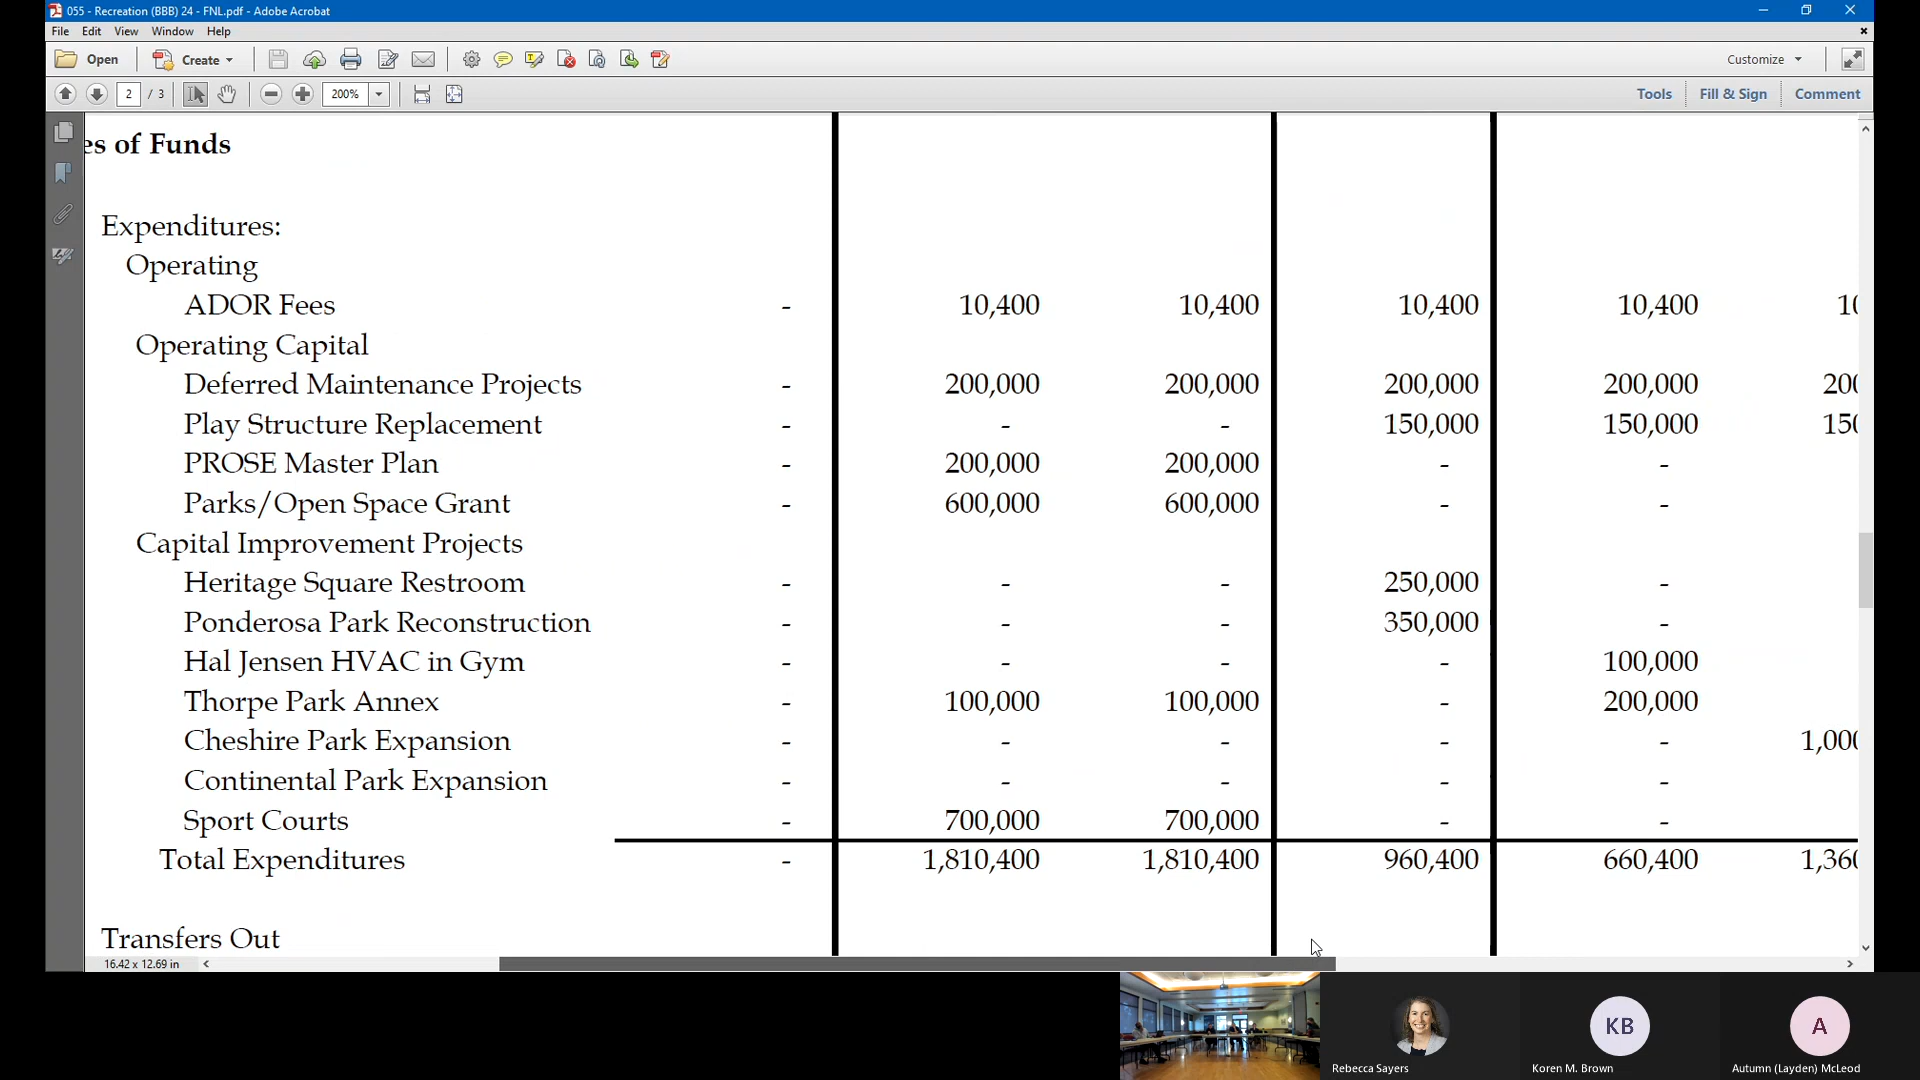 055 - Recreation (BBB) 24 - FNL.pdf - Adobe Acrobat
File Edit View Window Help
Open Create Customize
2 / 3 200% Tools Fill & Sign Comment
es of Funds
Expenditures:
Operating
ADOR Fees - 10,400 10,400 10,400 10,400 10
Operating Capital
Deferred Maintenance Projects - 200,000 200,000 200,000 200,000 200
Play Structure Replacement - - - 150,000 150,000 150
PROSE Master Plan - 200,000 200,000 - -
Parks/Open Space Grant - 600,000 600,000 - -
Capital Improvement Projects
Heritage Square Restroom - - - 250,000 -
Ponderosa Park Reconstruction - - - 350,000 -
Hal Jensen HVAC in Gym - - - - 100,000
Thorpe Park Annex - 100,000 100,000 - 200,000
Cheshire Park Expansion - - - - - 1,000
Continental Park Expansion - - - - -
Sport Courts - 700,000 700,000 - -
Total Expenditures - 1,810,400 1,810,400 960,400 660,400 1,360
Transfers Out
16.42 x 12.69 in
KB A
Rebecca Sayers Koren M. Brown Autumn (Layden) McLeod